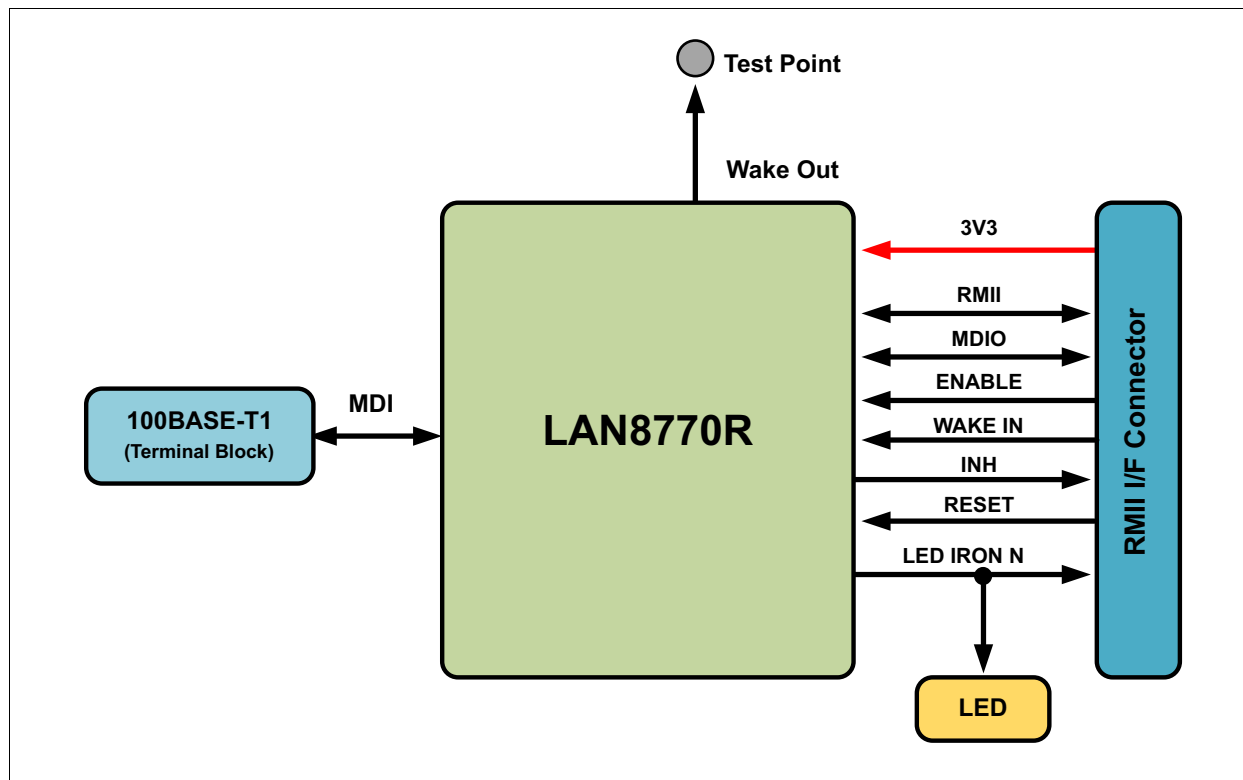 Test Point
Wake Out
3V3
RMII
MDIO
ENABLE
WAKE IN
INH
RESET
LED IRON N
100BASE-T1
(Terminal Block)
MDI
LAN8770R
RMII I/F Connector
LED